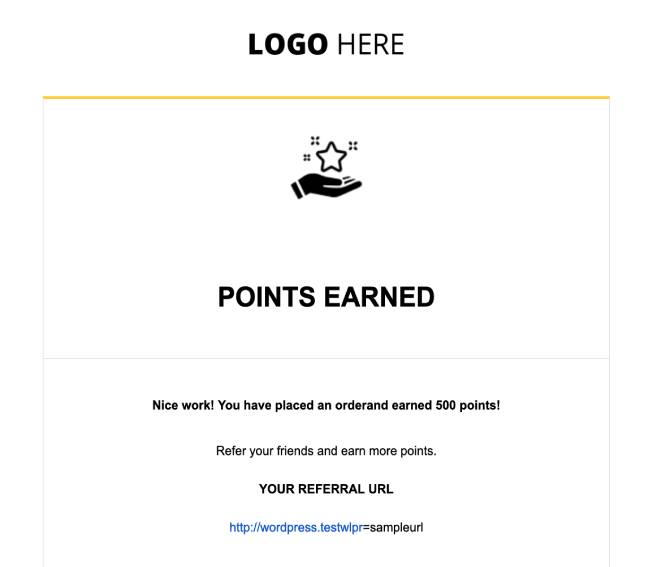 LOGO HERE
POINTS EARNED
Nice work! You have placed an orderand earned 500 points!
Refer your friends and earn more points.
YOUR REFERRAL URL
http://wordpress.testwlpr=sampleurl